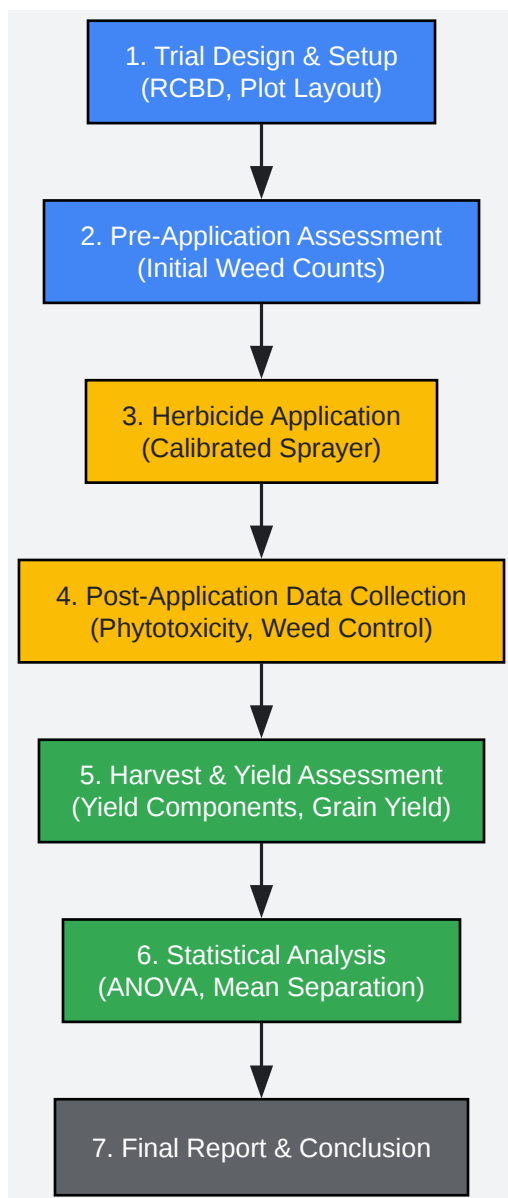 1. Trial Design & Setup
(RCBD, Plot Layout)
2. Pre-Application Assessment
(Initial Weed Counts)
3. Herbicide Application
(Calibrated Sprayer)
4. Post-Application Data Collection
(Phytotoxicity, Weed Control)
5. Harvest & Yield Assessment
(Yield Components, Grain Yield)
6. Statistical Analysis
(ANOVA, Mean Separation)
7. Final Report & Conclusion